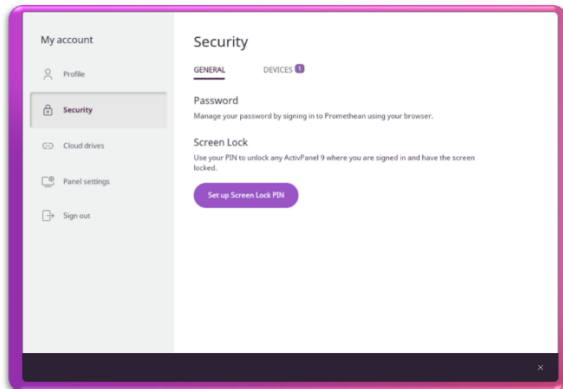 My account
Profile
Security
Cloud drives
Panel settings
Sign out
Security
GENERAL
DEVICES 1
Password
Manage your password by signing in to Promethean using your browser.
Screen Lock
Use your PIN to unlock any ActivPanel 9 where you are signed in and have the screen
locked.
Set up Screen Lock PIN